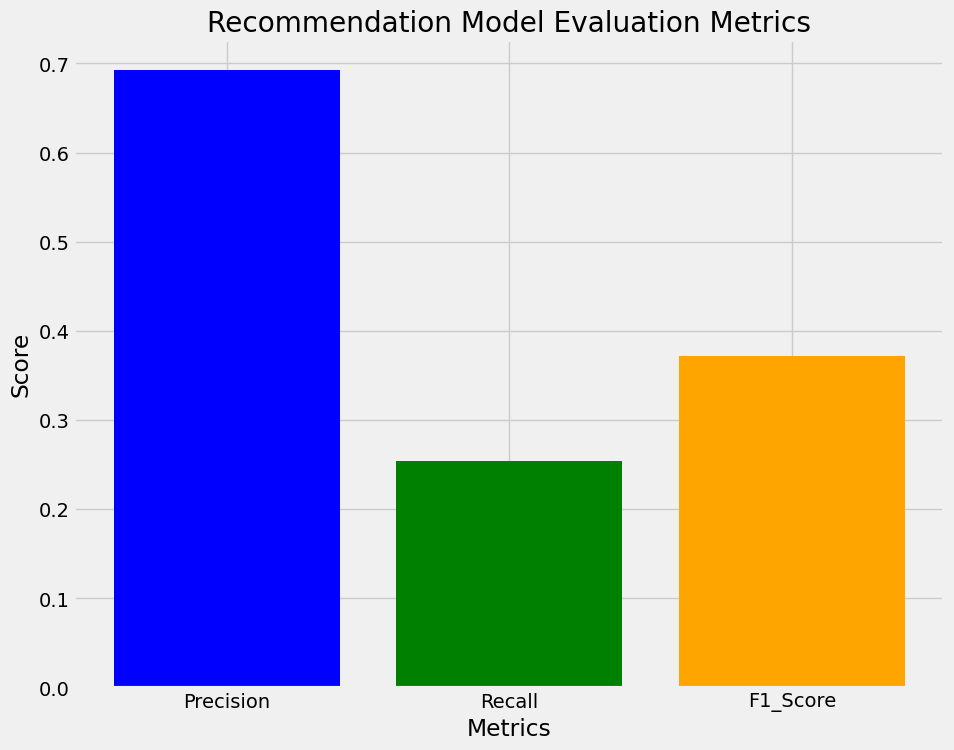 Recommendation Model Evaluation Metrics
0.7
0.6
0.5
0.4
0.3
0.2
0.1
0.0
Score
Precision
Recall
F1_Score
Metrics